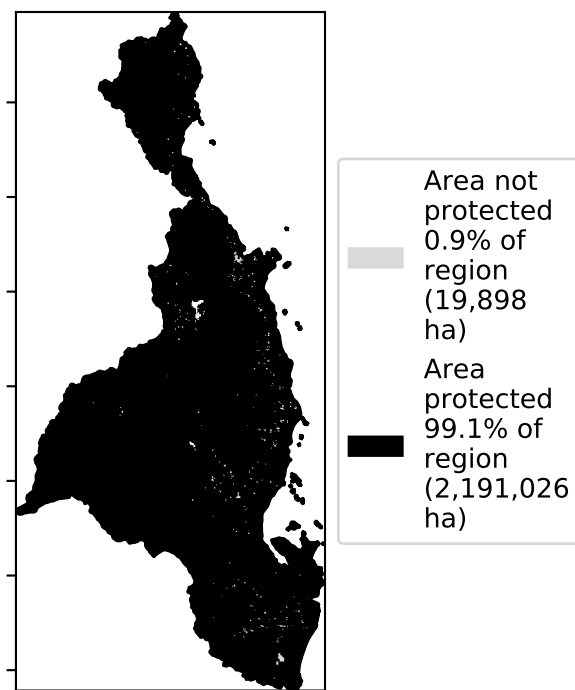 Area not
protected
0.9% of
region
(19,898
ha)
Area
protected
99.1% of
region
(2,191,026
ha)